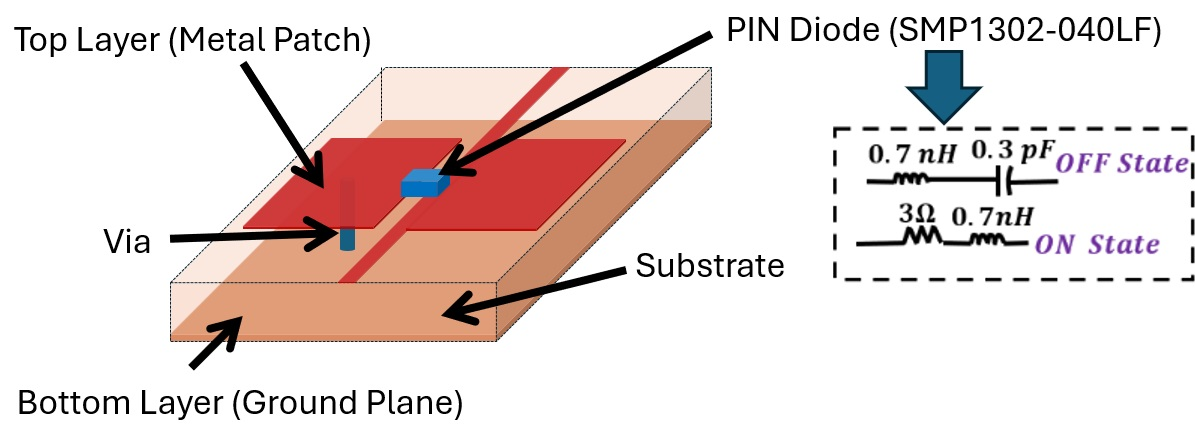 Top Layer (Metal Patch)
PIN Diode (SMP1302-040LF)
0.7 nH 0.3 pF OFF State
3Ω 0.7nH ON State
Via
Substrate
Bottom Layer (Ground Plane)